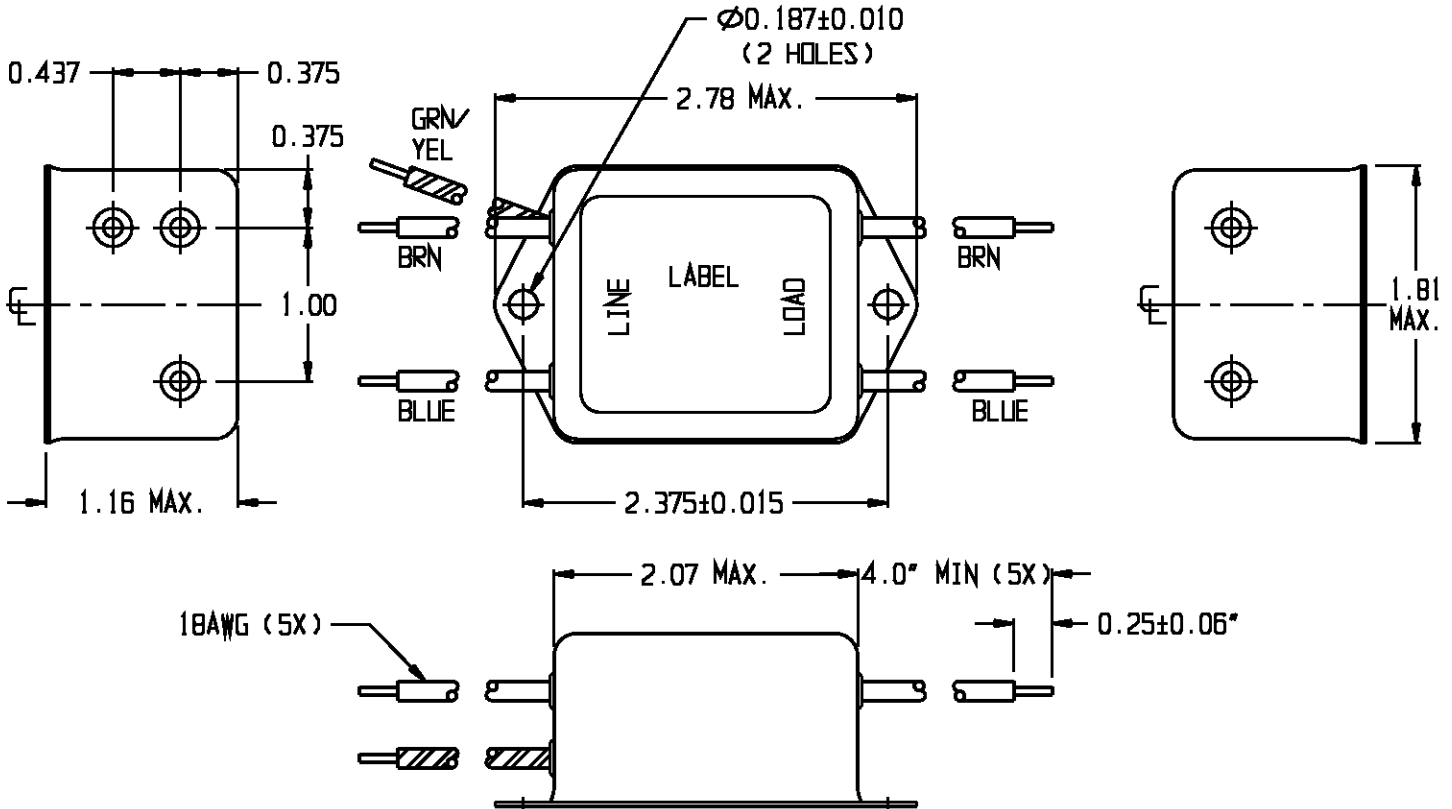 Ø0.187±0.010
(2 HOLES)
0.437
0.375
2.78 MAX.
0.375
GRN/
YEL
BRN
BRN
LABEL
LINE
LOAD
CL
1.00
CL
1.81
MAX.
BLUE
BLUE
1.16 MAX.
2.375±0.015
2.07 MAX.
4.0" MIN (5X)
18AWG (5X)
0.25±0.06"